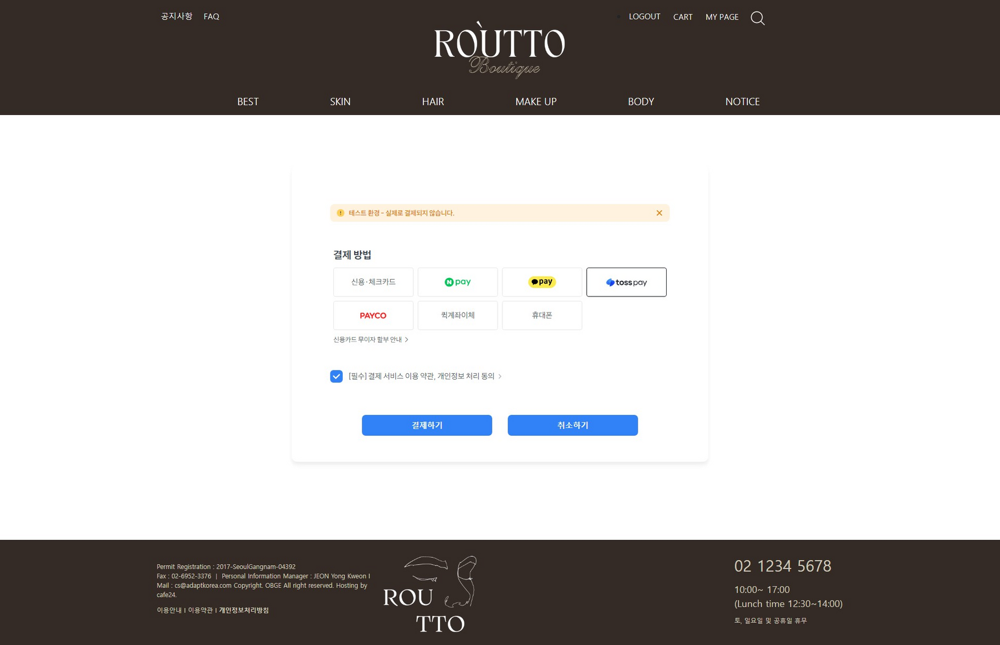 공지사항 FAQ
LOGOUT CART MY PAGE
ROÙTTO
Boutique
BEST SKIN HAIR MAKE UP BODY NOTICE
테스트 환경 - 실제로 결제되지 않습니다.
결제 방법
신용·체크카드 N pay pay toss pay
PAYCO 퀵계좌이체 휴대폰
신용카드 무이자 할부 안내 >
[필수] 결제 서비스 이용 약관, 개인정보 처리 동의 >
결제하기 취소하기
Permit Registration : 2017-SeoulGangnam-04392
Fax : 02-6952-3376 | Personal Information Manager : JEON Yong Kweon I
Mail : cs@adaptkorea.com Copyright. OBGE All right reserved. Hosting by
cafe24.
이용안내 I 이용약관 I 개인정보처리방침
ROU
TTO
02 1234 5678
10:00~ 17:00
(Lunch time 12:30~14:00)
토, 일요일 및 공휴일 휴무